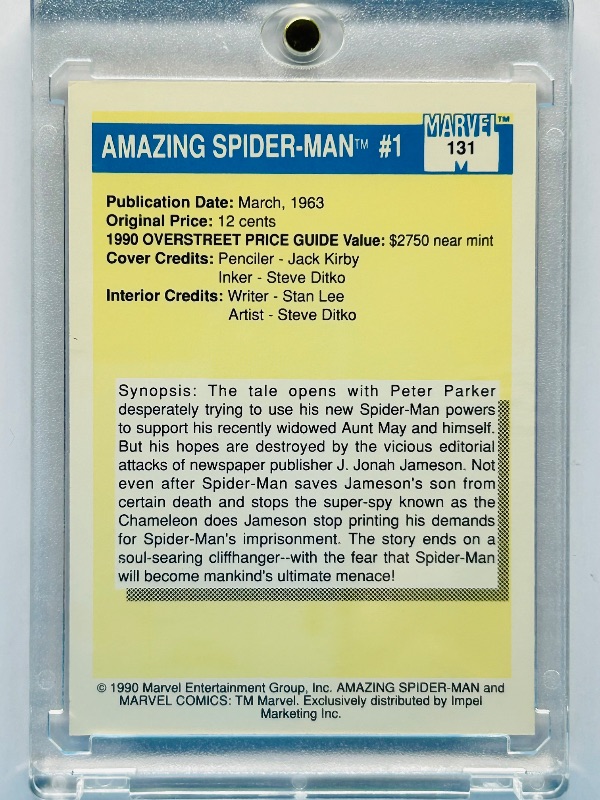 AMAZING SPIDER-MAN™ #1
MARVEL™
131
Publication Date: March, 1963
Original Price: 12 cents
1990 OVERSTREET PRICE GUIDE Value: $2750 near mint
Cover Credits: Penciler - Jack Kirby
Inker - Steve Ditko
Interior Credits: Writer - Stan Lee
Artist - Steve Ditko
Synopsis: The tale opens with Peter Parker
desperately trying to use his new Spider-Man powers
to support his recently widowed Aunt May and himself.
But his hopes are destroyed by the vicious editorial
attacks of newspaper publisher J. Jonah Jameson. Not
even after Spider-Man saves Jameson's son from
certain death and stops the super-spy known as the
Chameleon does Jameson stop printing his demands
for Spider-Man's imprisonment. The story ends on a
soul-searing cliffhanger--with the fear that Spider-Man
will become mankind's ultimate menace!
© 1990 Marvel Entertainment Group, Inc. AMAZING SPIDER-MAN and
MARVEL COMICS: TM Marvel. Exclusively distributed by Impel
Marketing Inc.